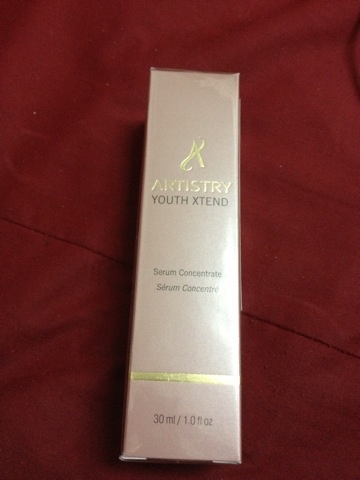 ARTISTRY
YOUTH XTEND
Serum Concentrate
Sérum Concentré
30 ml / 1.0 fl oz